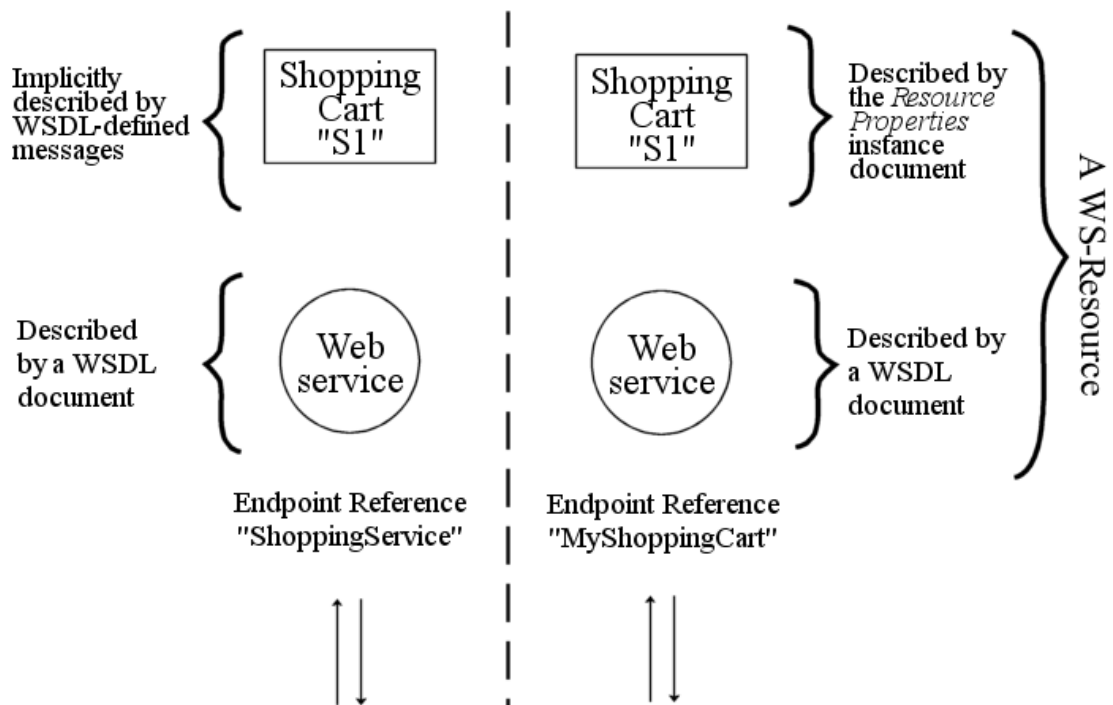 Implicitly
described by
WSDL-defined
messages
Shopping
Cart
"S1"
Described
by a WSDL
document
Web
service
Endpoint Reference
"ShoppingService"
Shopping
Cart
"S1"
Described by
the Resource
Properties
instance
document
Web
service
Described by
a WSDL
document
Endpoint Reference
"MyShoppingCart"
A WS-Resource